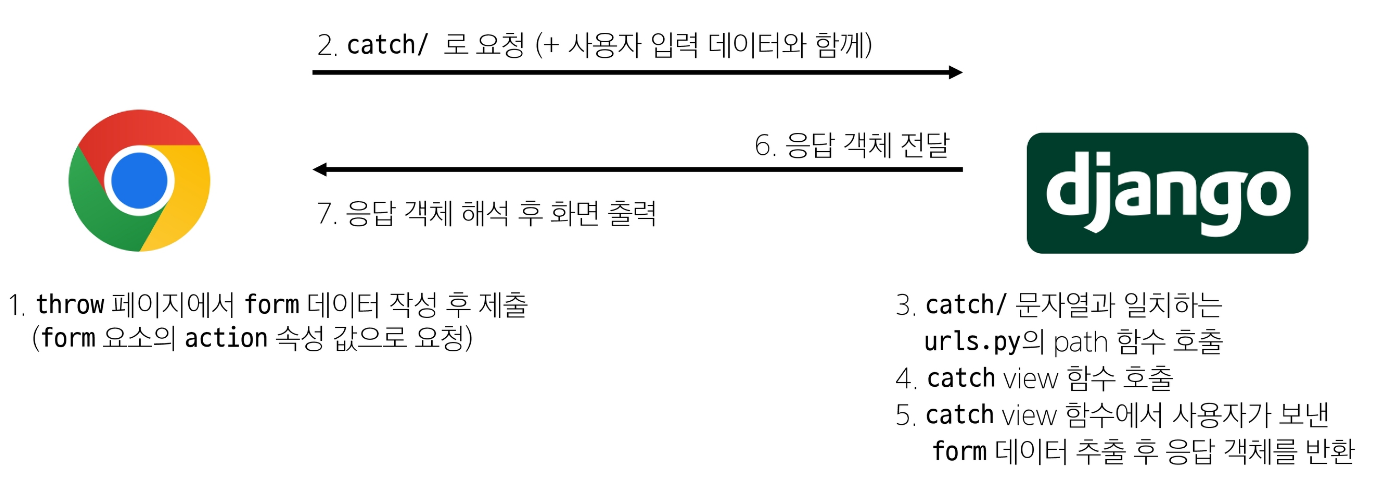 2. catch/ 로 요청 (+ 사용자 입력 데이터와 함께)
6. 응답 객체 전달
django
7. 응답 객체 해석 후 화면 출력
1. throw 페이지에서 form 데이터 작성 후 제출
(form 요소의 action 속성 값으로 요청)
3. catch/ 문자열과 일치하는
urls.py의 path 함수 호출
4. catch view 함수 호출
5. catch view 함수에서 사용자가 보낸
form 데이터 추출 후 응답 객체를 반환